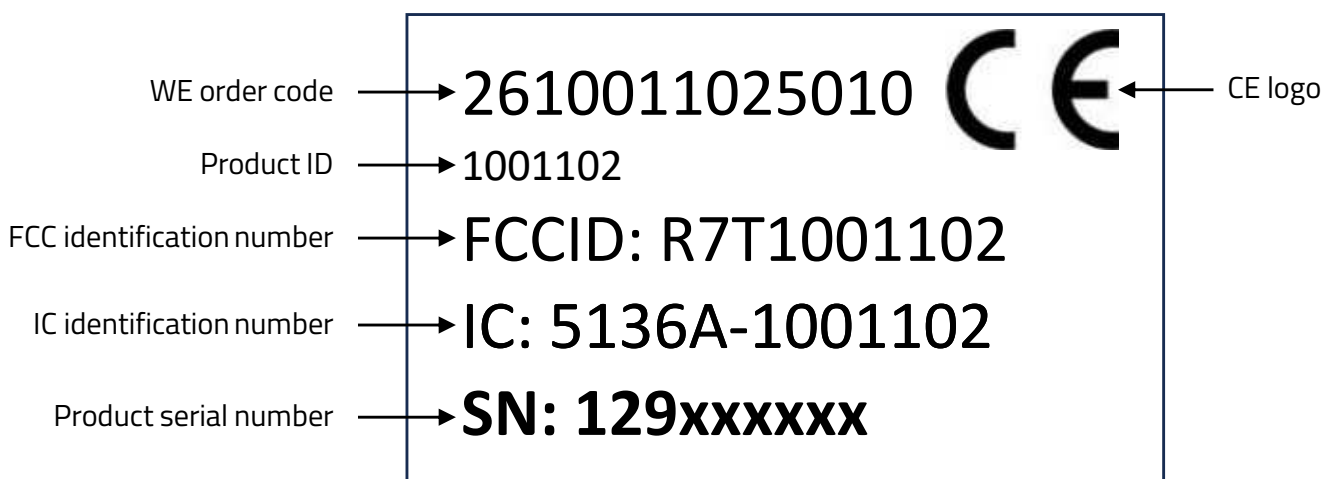 WE order code 2610011025010 CE CE logo
Product ID 1001102
FCC identification number FCCID: R7T1001102
IC identification number IC: 5136A-1001102
Product serial number SN: 129xxxxxx